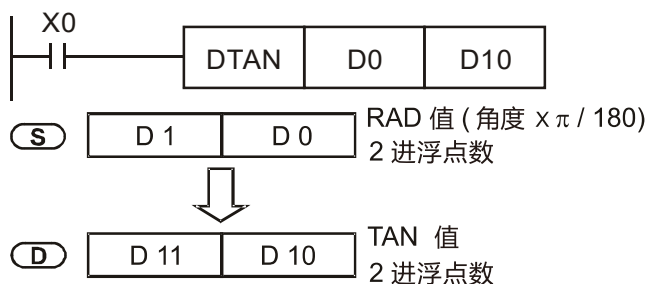 X0
DTAN D0 D10
S D 1 D 0 RAD 值 ( 角度 x π / 180)
2 进浮点数
D D 11 D 10 TAN 值
2 进浮点数